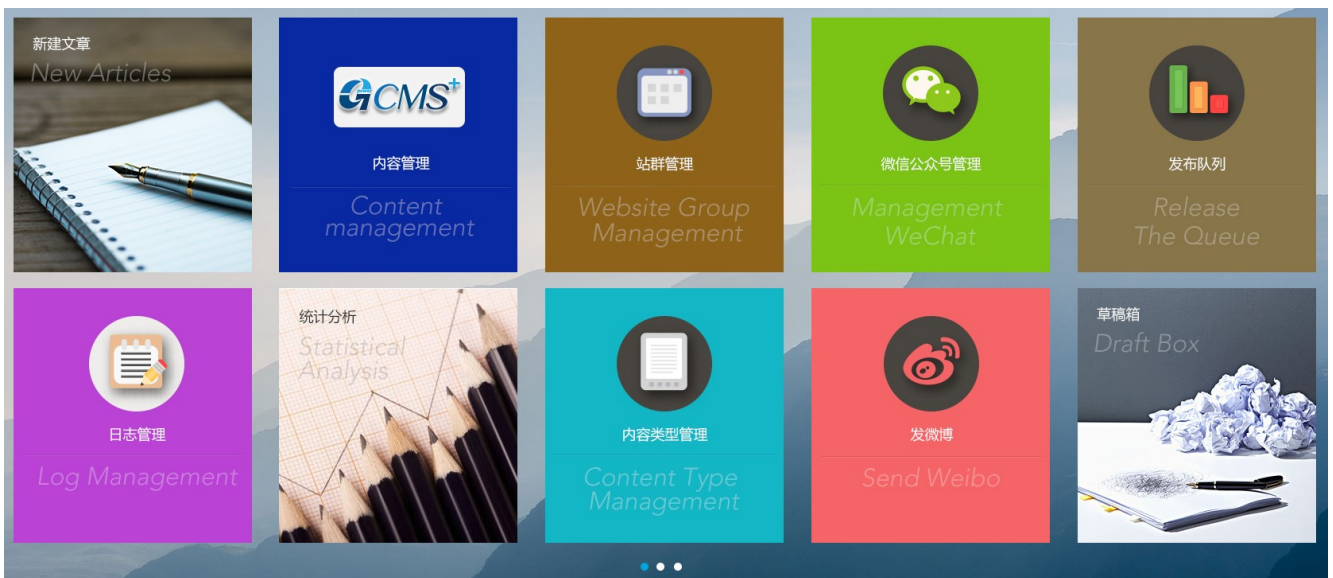 新建文章
New Articles
GCMS+
内容管理
Content
management
站群管理
Website Group
Management
微信公众号管理
Management
WeChat
发布队列
Release
The Queue
日志管理
Log Management
统计分析
Statistical
Analysis
内容类型管理
Content Type
Management
发微博
Send Weibo
草稿箱
Draft Box